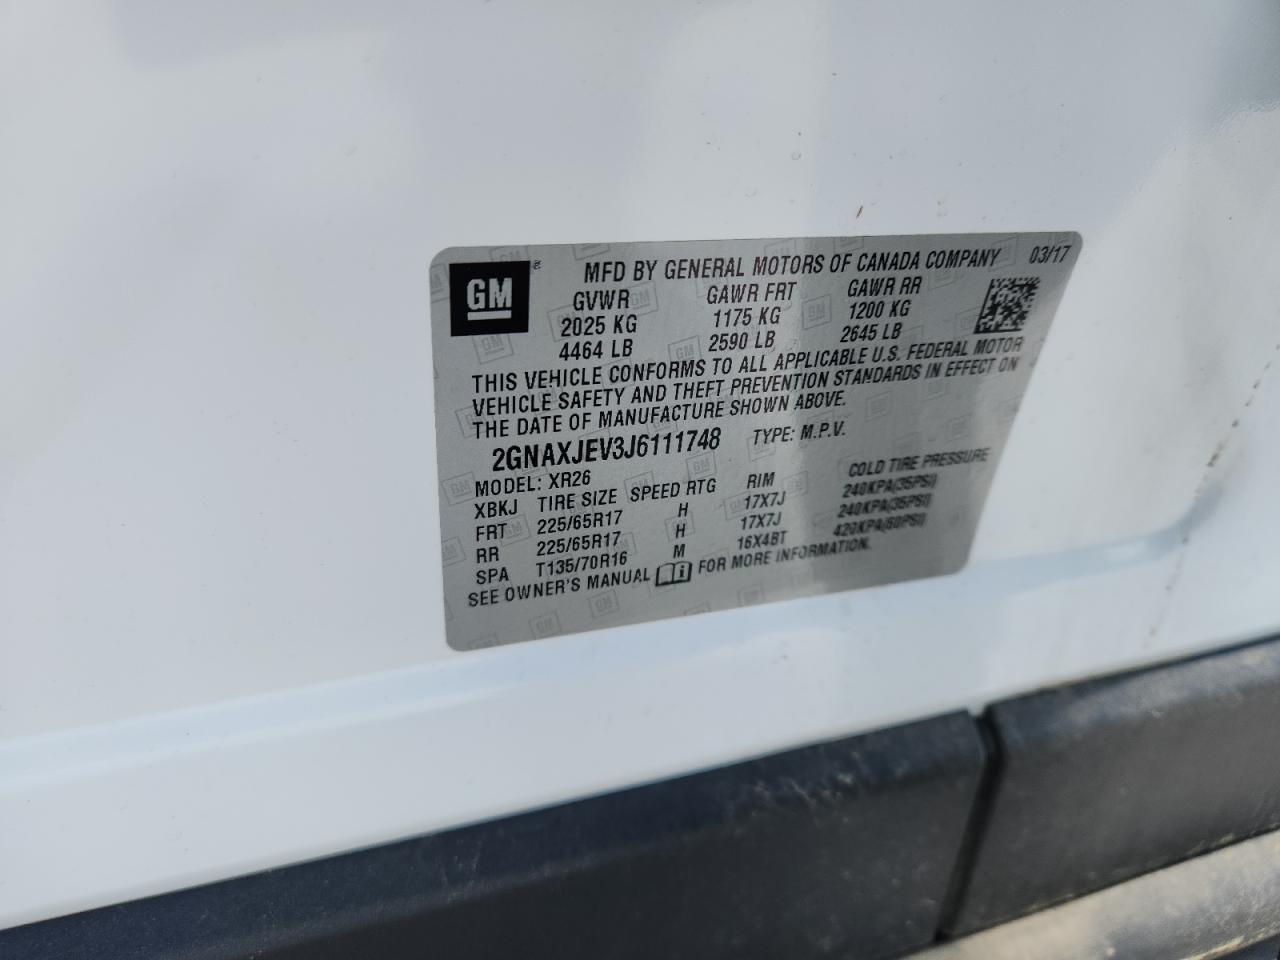 GM
MFD BY GENERAL MOTORS OF CANADA COMPANY 03/17
GVWR GAWR FRT GAWR RR
2025 KG 1175 KG 1200 KG
4464 LB 2590 LB 2645 LB
THIS VEHICLE CONFORMS TO ALL APPLICABLE U.S. FEDERAL MOTOR
VEHICLE SAFETY AND THEFT PREVENTION STANDARDS IN EFFECT ON
THE DATE OF MANUFACTURE SHOWN ABOVE.
2GNAXJEV3J6111748 TYPE: M.P.V.
MODEL: XR26
XBKJ TIRE SIZE SPEED RTG RIM COLD TIRE PRESSURE
FRT 225/65R17 H 17X7J 240KPA(35PSI)
RR 225/65R17 H 17X7J 240KPA(35PSI)
SPA T135/70R16 M 16X4BT 420KPA(60PSI)
SEE OWNER'S MANUAL FOR MORE INFORMATION.